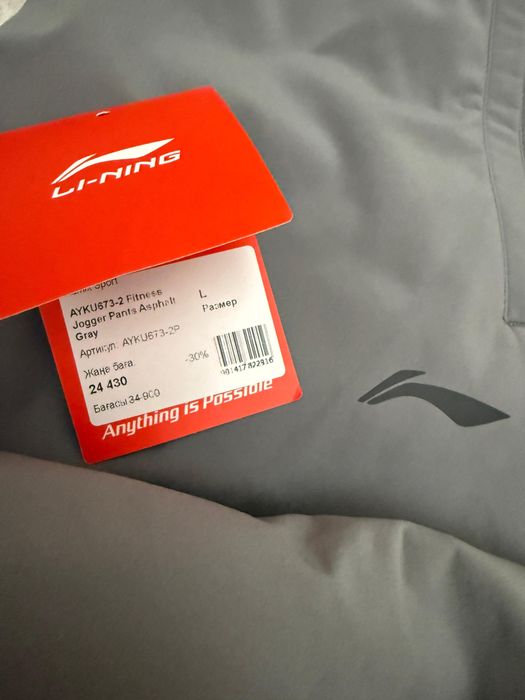 LI-NING
Sport
AYKU673-2 Fitness
Jogger Pants Asphalt
Gray
L
Размер
Артикул: AYKU673-2P
Жаңа баға
-30%
24 430
Бағасы 34 900
Anything is Possible